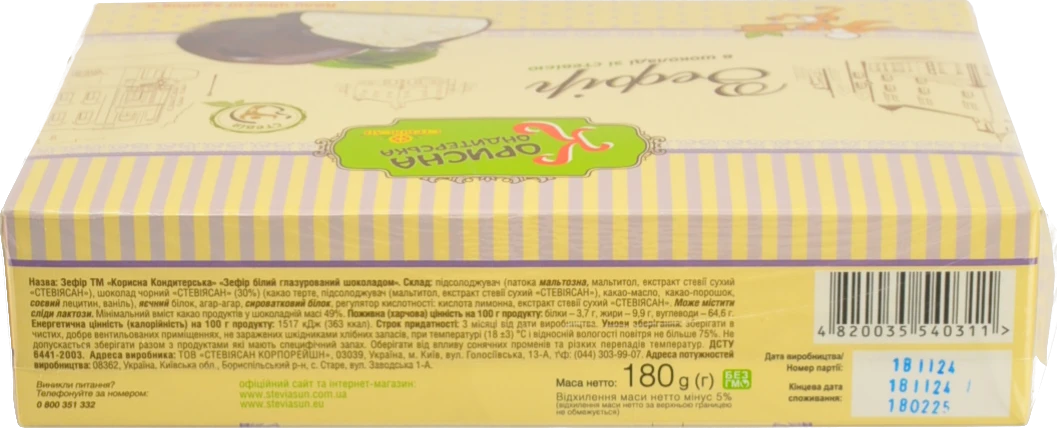 Зефір
в шоколаді зі стевією
СТЕВІЯ
КОРИСНА
КОНДИТЕРСЬКА
Назва: Зефір ТМ «Корисна Кондитерська» «Зефір білий глазурований шоколадом». Склад: підсолоджувач (патока мальтозна, мальтитол, екстракт стевії сухий
«СТЕВІЯСАН»), шоколад чорний «СТЕВІЯСАН» (30%) (какао терте, підсолоджувач (мальтитол, екстракт стевії сухий «СТЕВІЯСАН»), какао-масло, какао-порошок,
соєвий лецитин, ваніль), яєчний білок, агар-агар, сироватковий білок, регулятор кислотності: кислота лимонна, екстракт стевії сухий «СТЕВІЯСАН». Може містити
сліди лактози. Мінімальний вміст какао продуктів у шоколадній масі 49%. Поживна (харчова) цінність на 100 г продукту: білки – 3,7 г, жири – 9,9 г, вуглеводи – 64,6 г.
Енергетична цінність (калорійність) на 100 г продукту: 1517 кДж (363 ккал). Строк придатності: 3 місяці від дати виробництва. Умови зберігання: зберігати в
чистих, добре вентильованих приміщеннях, не заражених шкідниками хлібних запасів, при температурі (18 ±3) °С і відносній вологості повітря не більше 75%. Не
допускається зберігати разом з продуктами які мають специфічний запах. Оберігати від впливу сонячних променів та різких перепадів температур. ДСТУ
6441-2003. Адреса виробника: ТОВ «СТЕВІЯСАН КОРПОРЕЙШН», 03039, Україна, м. Київ, вул. Голосіївська, 13-А, т\ф: (044) 303-99-07. Адреса потужностей
виробництва: 08362, Україна, Київська обл., Бориспільський р-н, с. Старе, вул. Заводська 1-А.
Виникли питання?
Телефонуйте за номером:
0 800 351 332
офіційний сайт та інтернет-магазин:
www.steviasun.com.ua
www.steviasun.eu
Маса нетто: 180 g (г)
Відхилення маси нетто мінус 5%
(відхилення маси нетто за верхньою границею
не обмежується)
БЕЗ
ГМО
4 820035 540311 >
Дата виробництва/
Номер партії:
Кінцева дата
споживання:
181124
181124 /
180225